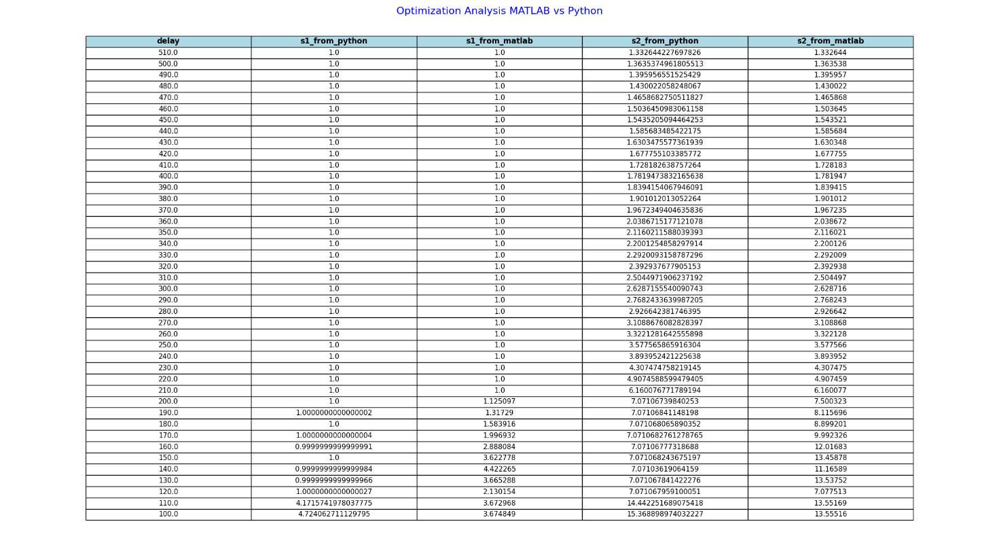 Optimization Analysis MATLAB vs Python
delay s1_from_python s1_from_matlab s2_from_python s2_from_matlab
510.0 1.0 1.0 1.332644227697826 1.332644
500.0 1.0 1.0 1.3635374961805513 1.363538
490.0 1.0 1.0 1.395956551525429 1.395957
480.0 1.0 1.0 1.430022058248067 1.430022
470.0 1.0 1.0 1.4658682750511827 1.465868
460.0 1.0 1.0 1.5036450983061158 1.503645
450.0 1.0 1.0 1.5435205094464253 1.543521
440.0 1.0 1.0 1.585683485422175 1.585684
430.0 1.0 1.0 1.6303475577361939 1.630348
420.0 1.0 1.0 1.677755103385772 1.677755
410.0 1.0 1.0 1.728182638757264 1.728183
400.0 1.0 1.0 1.7819473832165638 1.781947
390.0 1.0 1.0 1.8394154067946091 1.839415
380.0 1.0 1.0 1.901012013052264 1.901012
370.0 1.0 1.0 1.9672349404635836 1.967235
360.0 1.0 1.0 2.0386715177121078 2.038672
350.0 1.0 1.0 2.1160211588039393 2.116021
340.0 1.0 1.0 2.2001254858297914 2.200126
330.0 1.0 1.0 2.2920093158787296 2.292009
320.0 1.0 1.0 2.392937677905153 2.392938
310.0 1.0 1.0 2.5044971906237192 2.504497
300.0 1.0 1.0 2.6287155540090743 2.628716
290.0 1.0 1.0 2.7682433639987205 2.768243
280.0 1.0 1.0 2.926642381746395 2.926642
270.0 1.0 1.0 3.1088676082828397 3.108868
260.0 1.0 1.0 3.3221281642555898 3.322128
250.0 1.0 1.0 3.577565865916304 3.577566
240.0 1.0 1.0 3.893952421225638 3.893952
230.0 1.0 1.0 4.307474758219145 4.307475
220.0 1.0 1.0 4.9074588599479405 4.907459
210.0 1.0 1.0 6.160076771789194 6.160077
200.0 1.0 1.125097 7.07106739840253 7.500323
190.0 1.0000000000000002 1.31729 7.07106841148198 8.115696
180.0 1.0 1.583916 7.071068065890352 8.899201
170.0 1.0000000000000004 1.996932 7.0710682761278765 9.992326
160.0 0.9999999999999991 2.888084 7.07106777318688 12.01683
150.0 1.0 3.622778 7.071068243675197 13.45878
140.0 0.9999999999999984 4.422265 7.07103619064159 11.16589
130.0 0.9999999999999966 3.665288 7.071067841422276 13.53752
120.0 1.0000000000000027 2.130154 7.071067959100051 7.077513
110.0 4.1715741978037775 3.672968 14.442251689075418 13.55169
100.0 4.724062711129795 3.674849 15.368898974032227 13.55516